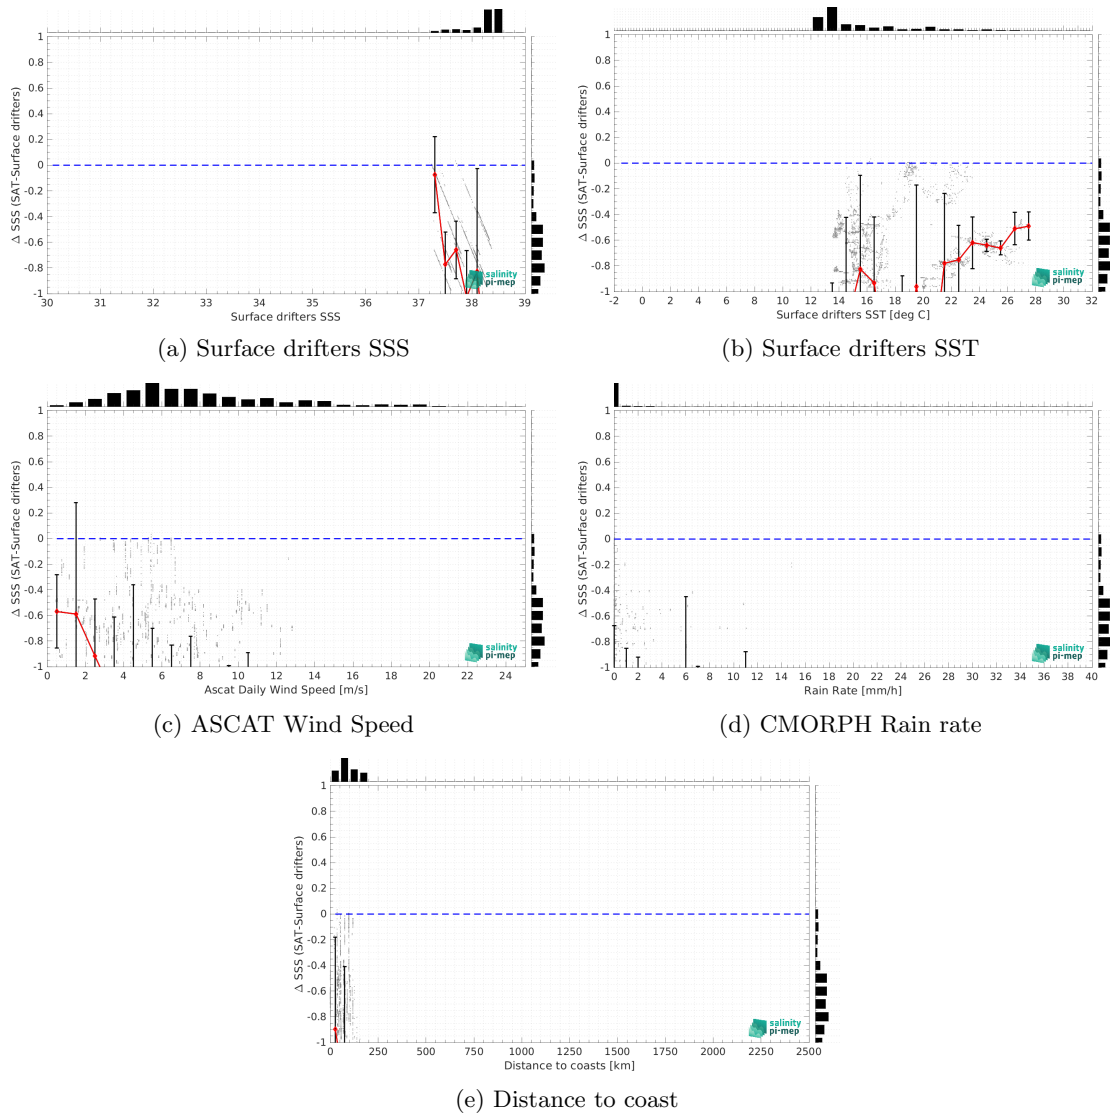 1
0.8
0.6
0.4
0.2
0
-0.2
-0.4
-0.6
-0.8
-1
Δ SSS (SAT-Surface drifters)
30 31 32 33 34 35 36 37 38 39
Surface drifters SSS
salinity
pi-mep
(a) Surface drifters SSS
1
0.8
0.6
0.4
0.2
0
-0.2
-0.4
-0.6
-0.8
-1
Δ SSS (SAT-Surface drifters)
-2 0 2 4 6 8 10 12 14 16 18 20 22 24 26 28 30 32
Surface drifters SST [deg C]
salinity
pi-mep
(b) Surface drifters SST
1
0.8
0.6
0.4
0.2
0
-0.2
-0.4
-0.6
-0.8
-1
Δ SSS (SAT-Surface drifters)
0 2 4 6 8 10 12 14 16 18 20 22 24
Ascat Daily Wind Speed [m/s]
salinity
pi-mep
(c) ASCAT Wind Speed
1
0.8
0.6
0.4
0.2
0
-0.2
-0.4
-0.6
-0.8
-1
Δ SSS (SAT-Surface drifters)
0 2 4 6 8 10 12 14 16 18 20 22 24 26 28 30 32 34 36 38 40
Rain Rate [mm/h]
salinity
pi-mep
(d) CMORPH Rain rate
1
0.8
0.6
0.4
0.2
0
-0.2
-0.4
-0.6
-0.8
-1
Δ SSS (SAT-Surface drifters)
0 250 500 750 1000 1250 1500 1750 2000 2250 2500
Distance to coasts [km]
salinity
pi-mep
(e) Distance to coast